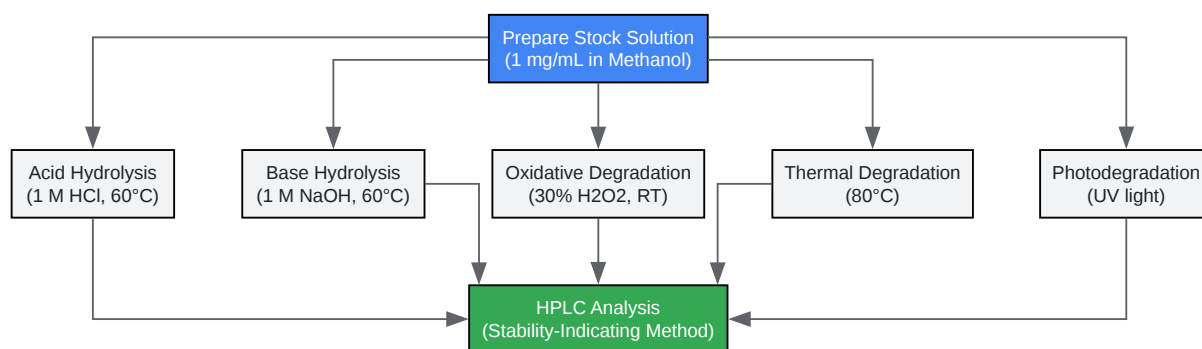 Prepare Stock Solution
(1 mg/mL in Methanol)
Acid Hydrolysis
(1 M HCl, 60°C)
Base Hydrolysis
(1 M NaOH, 60°C)
Oxidative Degradation
(30% H2O2, RT)
Thermal Degradation
(80°C)
Photodegradation
(UV light)
HPLC Analysis
(Stability-Indicating Method)